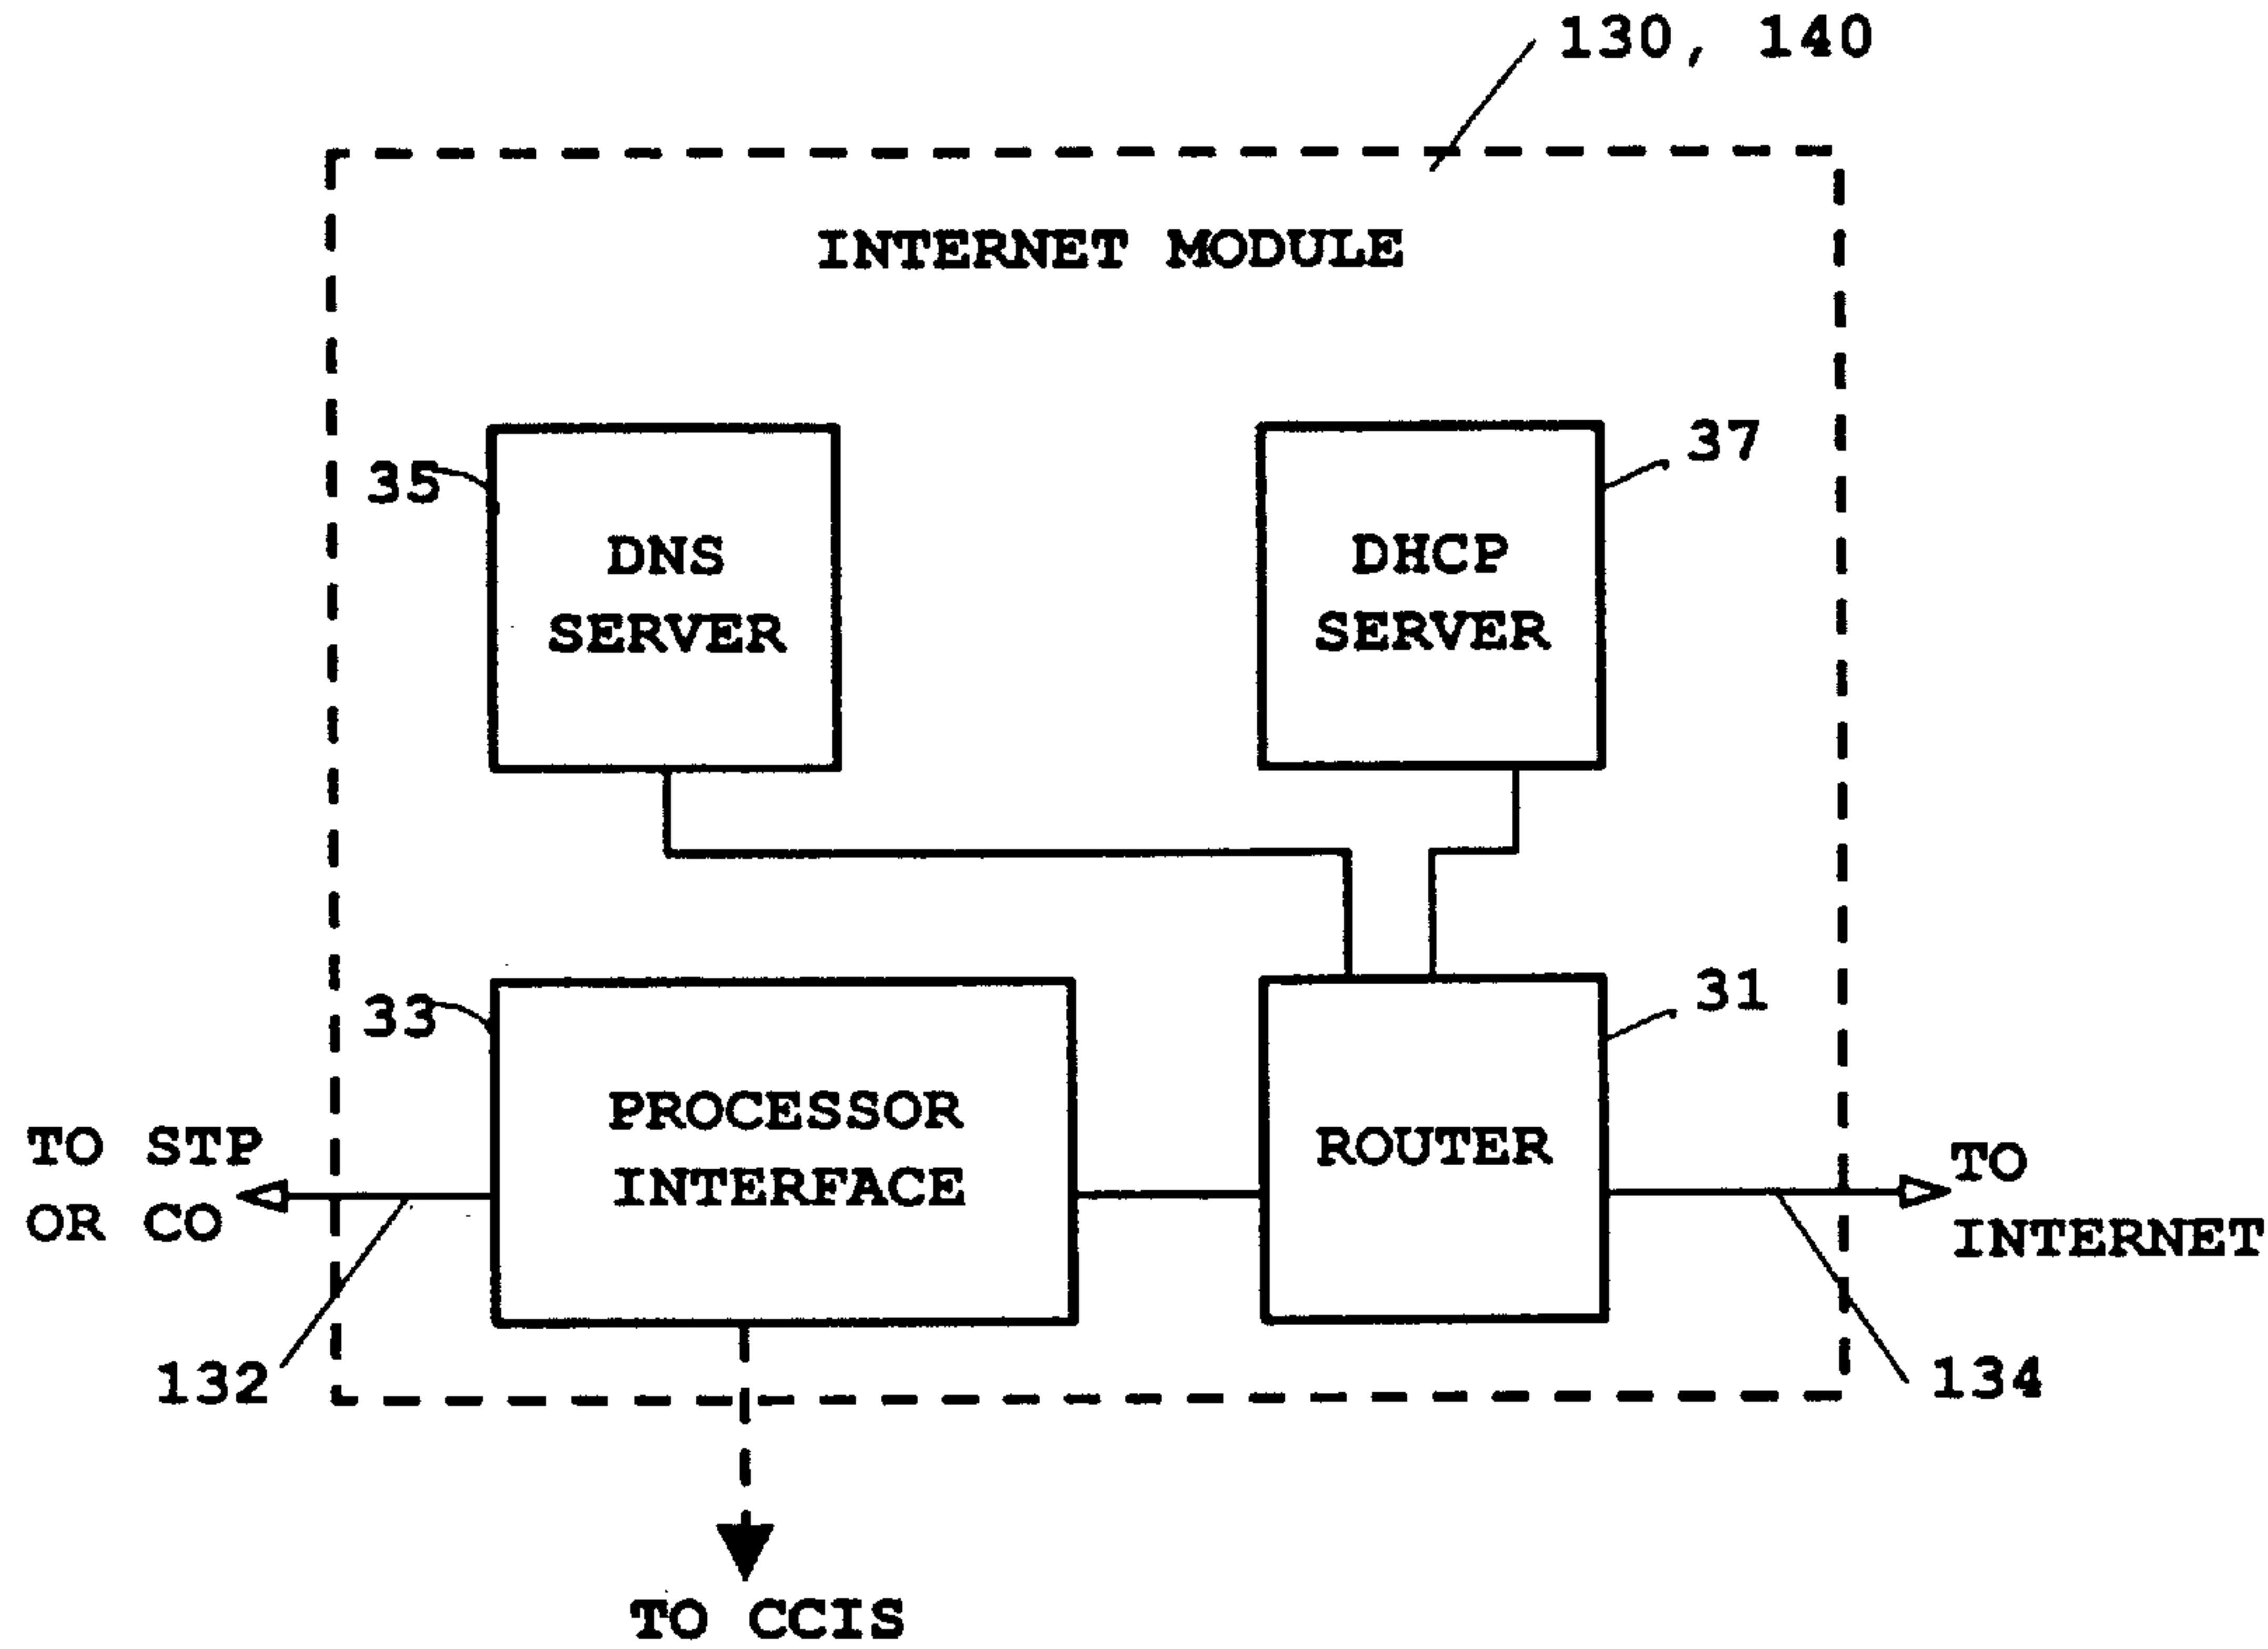 130, 140
INTERNET MODULE
35
37
DNS
SERVER
DHCP
SERVER
33
31
PROCESSOR
INTERFACE
ROUTER
TO STP
OR CO
TO
INTERNET
132
134
TO CCIS